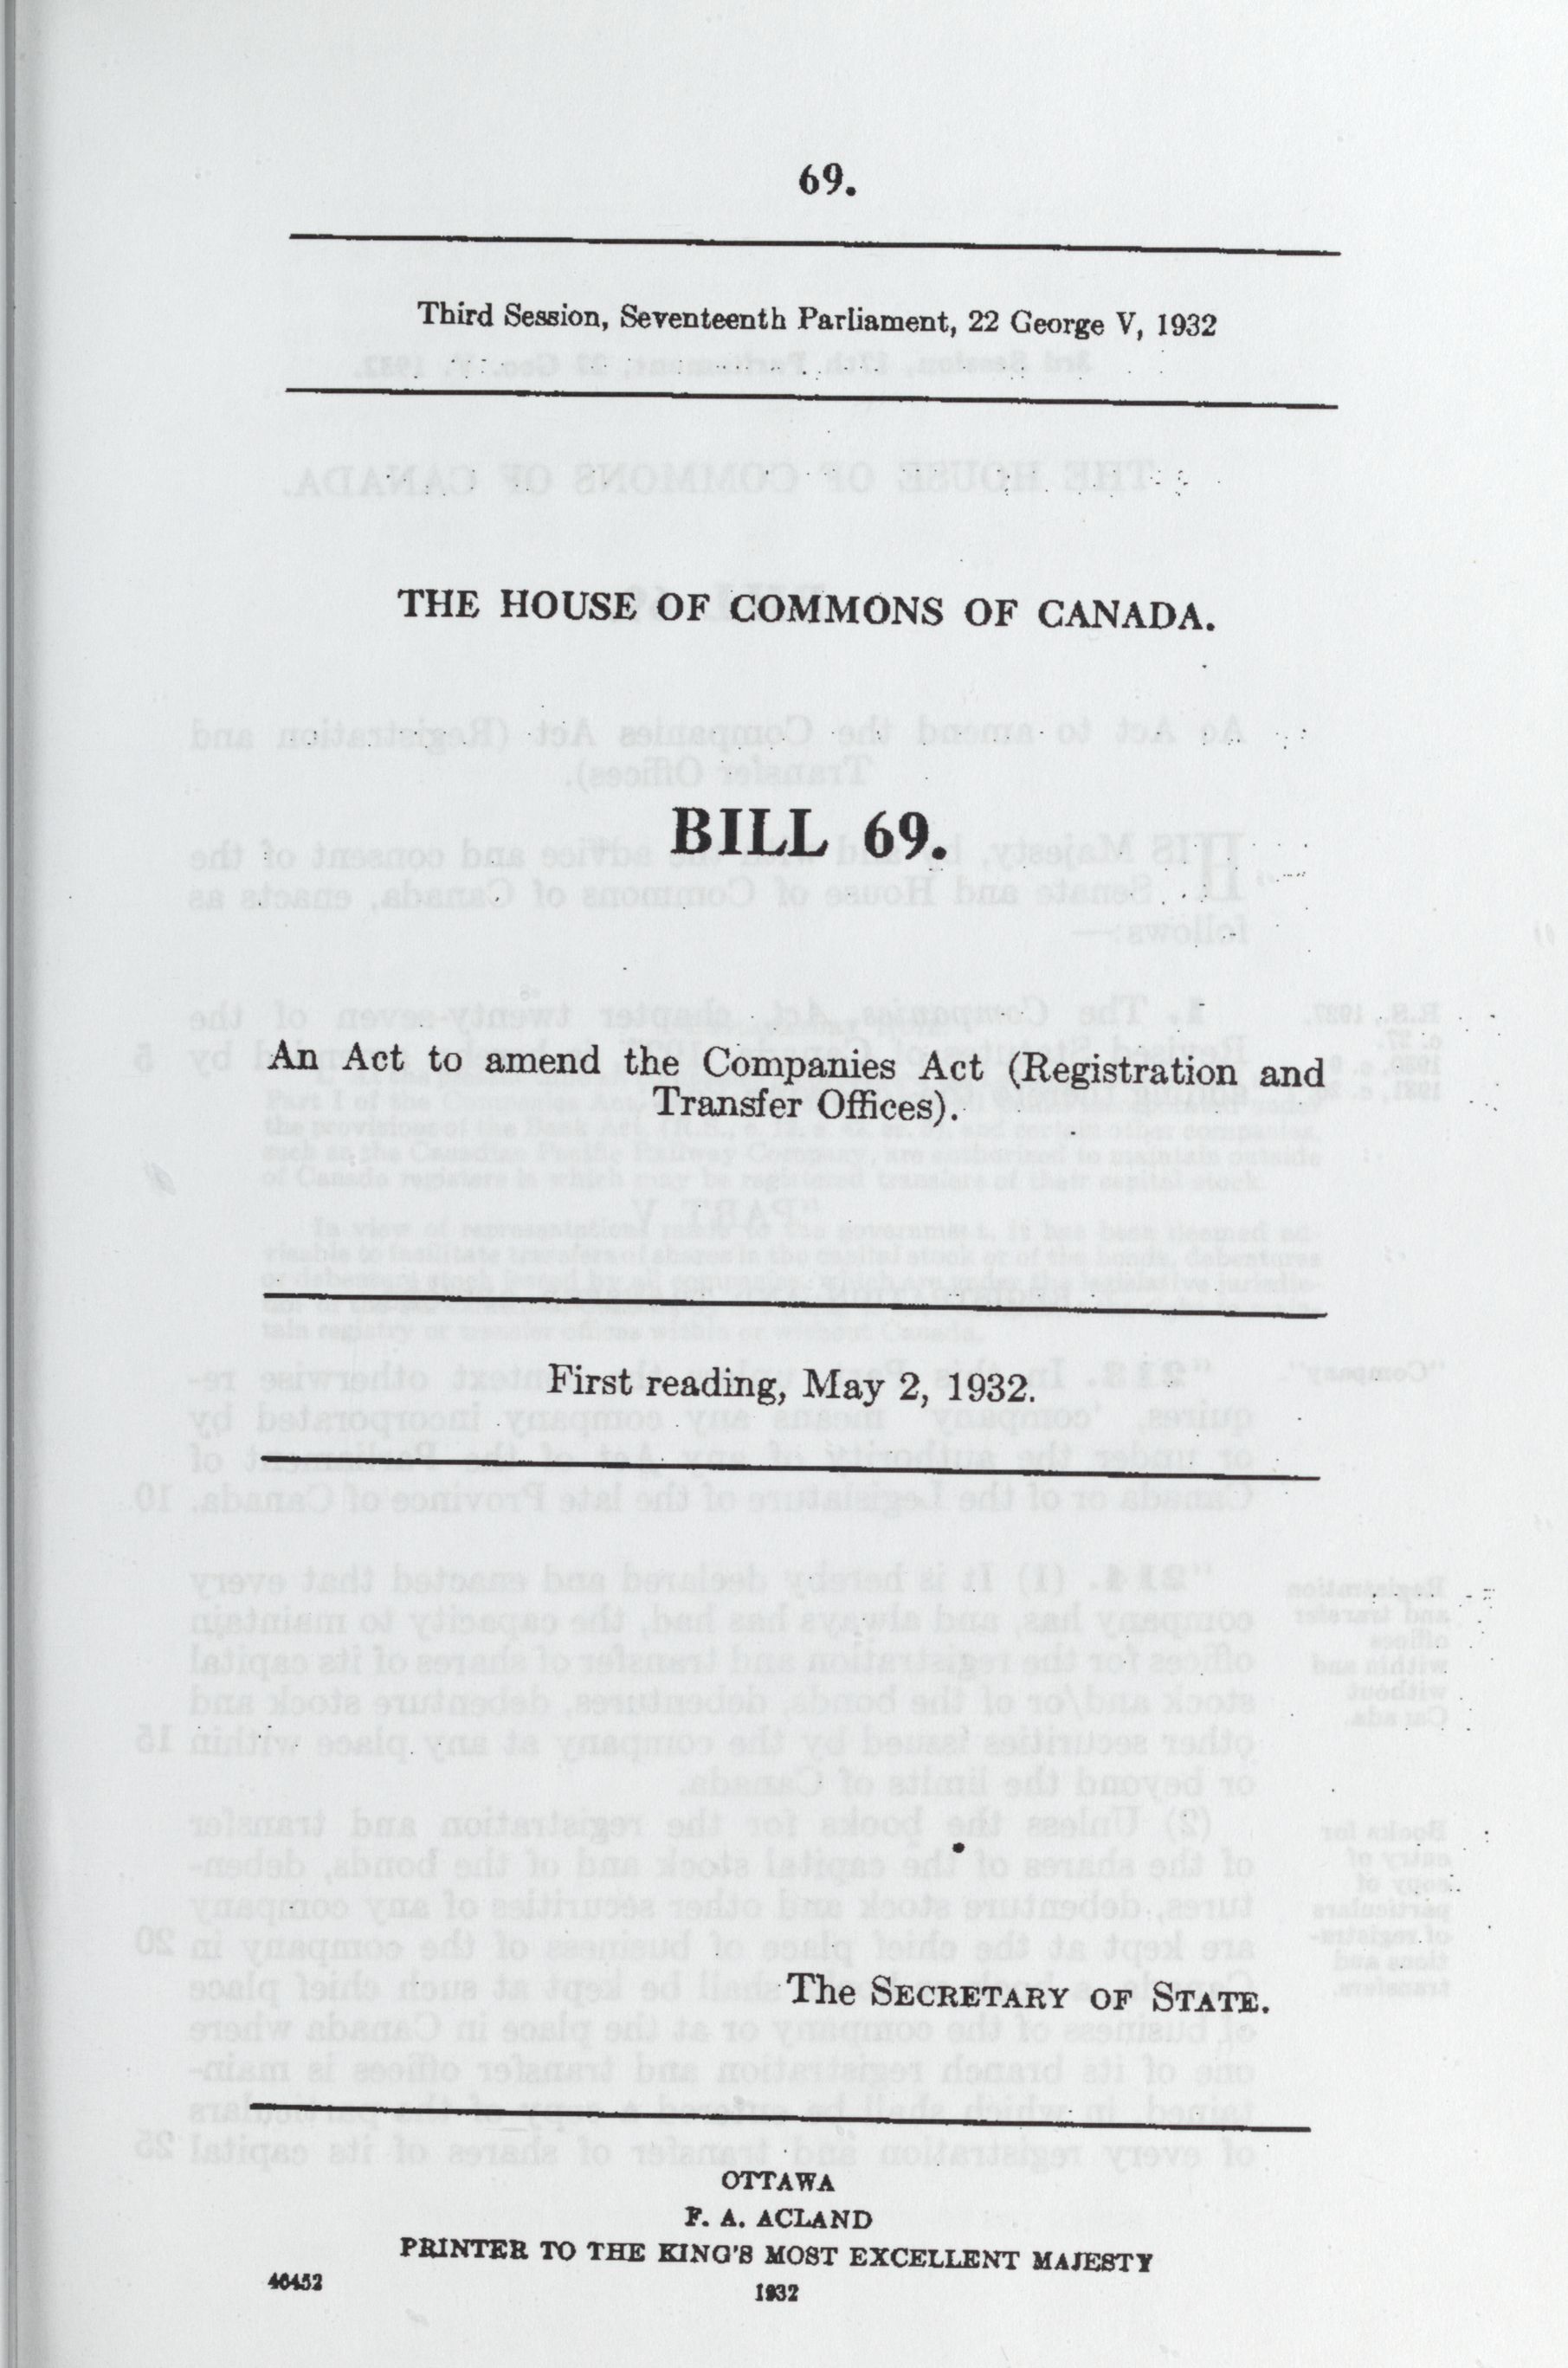 69.
Third Session, Seventeenth Parliament, 22 George V, 1932
THE HOUSE OF COMMONS OF CANADA.
BILL 69.
An Act to amend the Companies Act (Registration and
Transfer Offices).
First reading, May 2, 1932.
The SECRETARY OF STATE.
OTTAWA
F. A. ACLAND
PRINTER TO THE KING'S MOST EXCELLENT MAJESTY
46452
1932